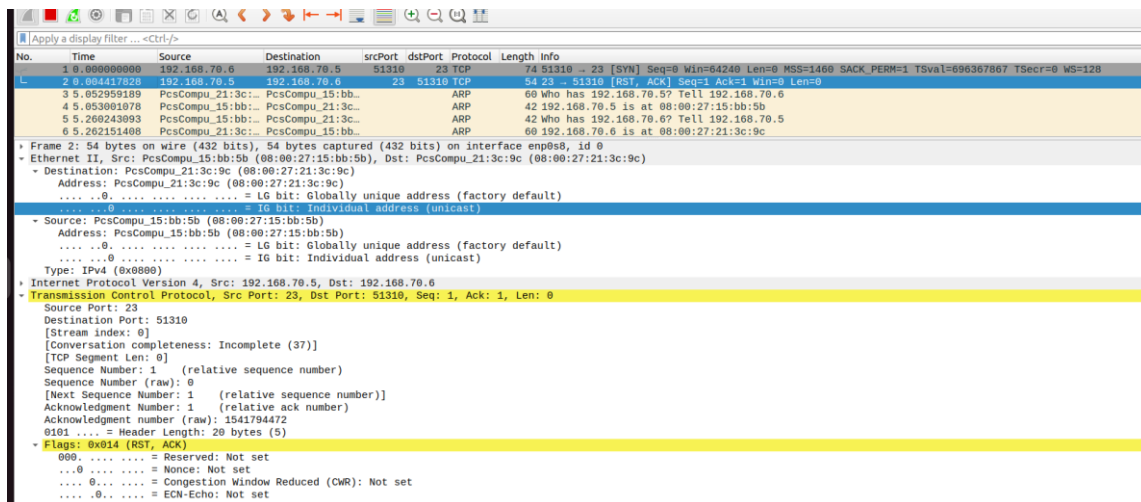 Apply a display filter ... <Ctrl-/>
No. Time Source Destination srcPort dstPort Protocol Length Info
1 0.000000000 192.168.70.6 192.168.70.5 51310 23 TCP 74 51310 → 23 [SYN] Seq=0 Win=64240 Len=0 MSS=1460 SACK_PERM=1 TSval=696367867 TSecr=0 WS=128
2 0.004417828 192.168.70.5 192.168.70.6 23 51310 TCP 54 23 → 51310 [RST, ACK] Seq=1 Ack=1 Win=0 Len=0
3 5.052959189 PcsCompu_21:3c:… PcsCompu_15:bb… ARP 60 Who has 192.168.70.5? Tell 192.168.70.6
4 5.053001078 PcsCompu_15:bb:… PcsCompu_21:3c… ARP 42 192.168.70.5 is at 08:00:27:15:bb:5b
5 5.260243093 PcsCompu_15:bb:… PcsCompu_21:3c… ARP 42 Who has 192.168.70.6? Tell 192.168.70.5
6 5.262151408 PcsCompu_21:3c:… PcsCompu_15:bb… ARP 60 192.168.70.6 is at 08:00:27:21:3c:9c
Frame 2: 54 bytes on wire (432 bits), 54 bytes captured (432 bits) on interface enp0s8, id 0
Ethernet II, Src: PcsCompu_15:bb:5b (08:00:27:15:bb:5b), Dst: PcsCompu_21:3c:9c (08:00:27:21:3c:9c)
Destination: PcsCompu_21:3c:9c (08:00:27:21:3c:9c)
Address: PcsCompu_21:3c:9c (08:00:27:21:3c:9c)
.... ..0. .... .... .... .... = LG bit: Globally unique address (factory default)
.... ...0 .... .... .... .... = IG bit: Individual address (unicast)
Source: PcsCompu_15:bb:5b (08:00:27:15:bb:5b)
Address: PcsCompu_15:bb:5b (08:00:27:15:bb:5b)
.... ..0. .... .... .... .... = LG bit: Globally unique address (factory default)
.... ...0 .... .... .... .... = IG bit: Individual address (unicast)
Type: IPv4 (0x0800)
Internet Protocol Version 4, Src: 192.168.70.5, Dst: 192.168.70.6
Transmission Control Protocol, Src Port: 23, Dst Port: 51310, Seq: 1, Ack: 1, Len: 0
Source Port: 23
Destination Port: 51310
[Stream index: 0]
[Conversation completeness: Incomplete (37)]
[TCP Segment Len: 0]
Sequence Number: 1 (relative sequence number)
Sequence Number (raw): 0
[Next Sequence Number: 1 (relative sequence number)]
Acknowledgment Number: 1 (relative ack number)
Acknowledgment number (raw): 1541794472
0101 .... = Header Length: 20 bytes (5)
Flags: 0x014 (RST, ACK)
000. .... .... = Reserved: Not set
...0 .... .... = Nonce: Not set
.... 0... .... = Congestion Window Reduced (CWR): Not set
.... .0.. .... = ECN-Echo: Not set